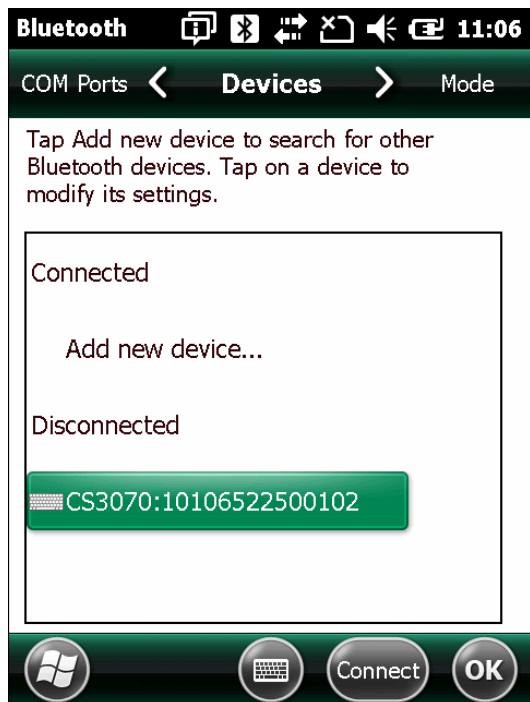 Bluetooth 11:06
COM Ports Devices Mode
Tap Add new device to search for other
Bluetooth devices. Tap on a device to
modify its settings.
Connected
Add new device...
Disconnected
CS3070:10106522500102
Connect OK